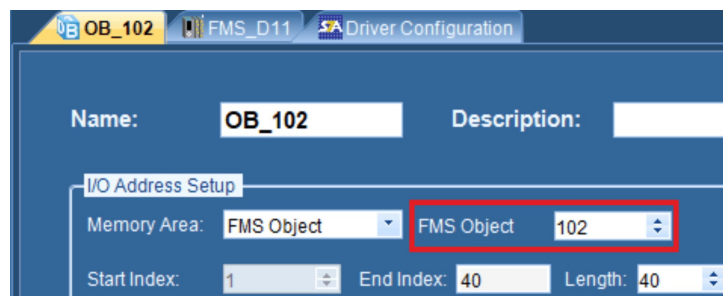 OB_102 FMS_D11 Driver Configuration
Name: OB_102 Description:
I/O Address Setup
Memory Area: FMS Object FMS Object 102
Start Index: 1 End Index: 40 Length: 40